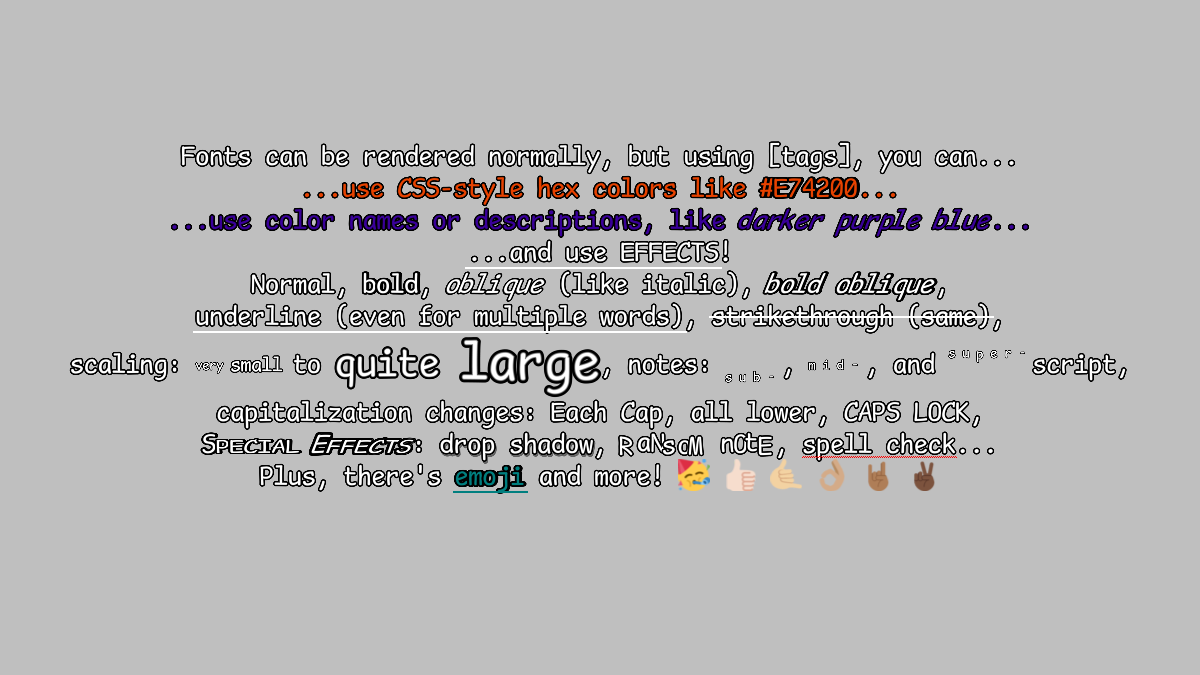 Fonts can be rendered normally, but using [tags], you can...
...use CSS-style hex colors like #E74200...
...use color names or descriptions, like darker purple blue...
...and use EFFECTS!
Normal, bold, oblique (like italic), bold oblique,
underline (even for multiple words), strikethrough (same),
scaling: very small to quite large, notes: sub-, mid-, and super-script,
capitalization changes: Each Cap, all lower, CAPS LOCK,
SPECIAL EFFECTS: drop shadow, RaNsoM nOtE, spell check...
Plus, there's emoji and more! 🥳 👍🏻 🤙🏼 👌🏽 🤘🏾 ✌🏿